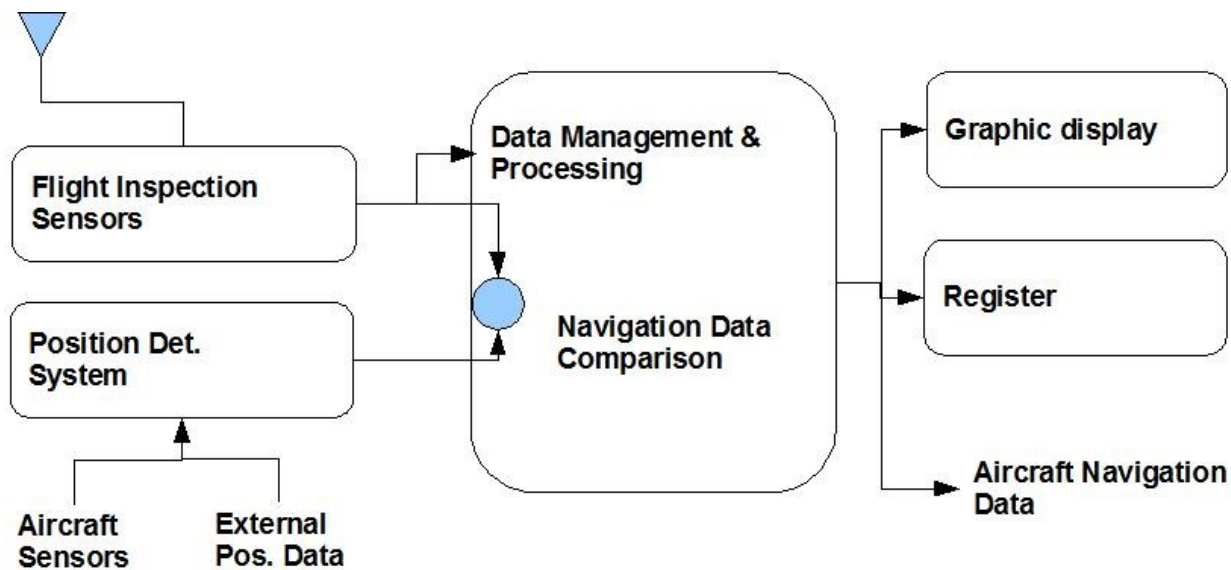 Flight Inspection
Sensors
Position Det.
System
Aircraft
Sensors
External
Pos. Data
Data Management &
Processing
Navigation Data
Comparison
Graphic display
Register
Aircraft Navigation
Data